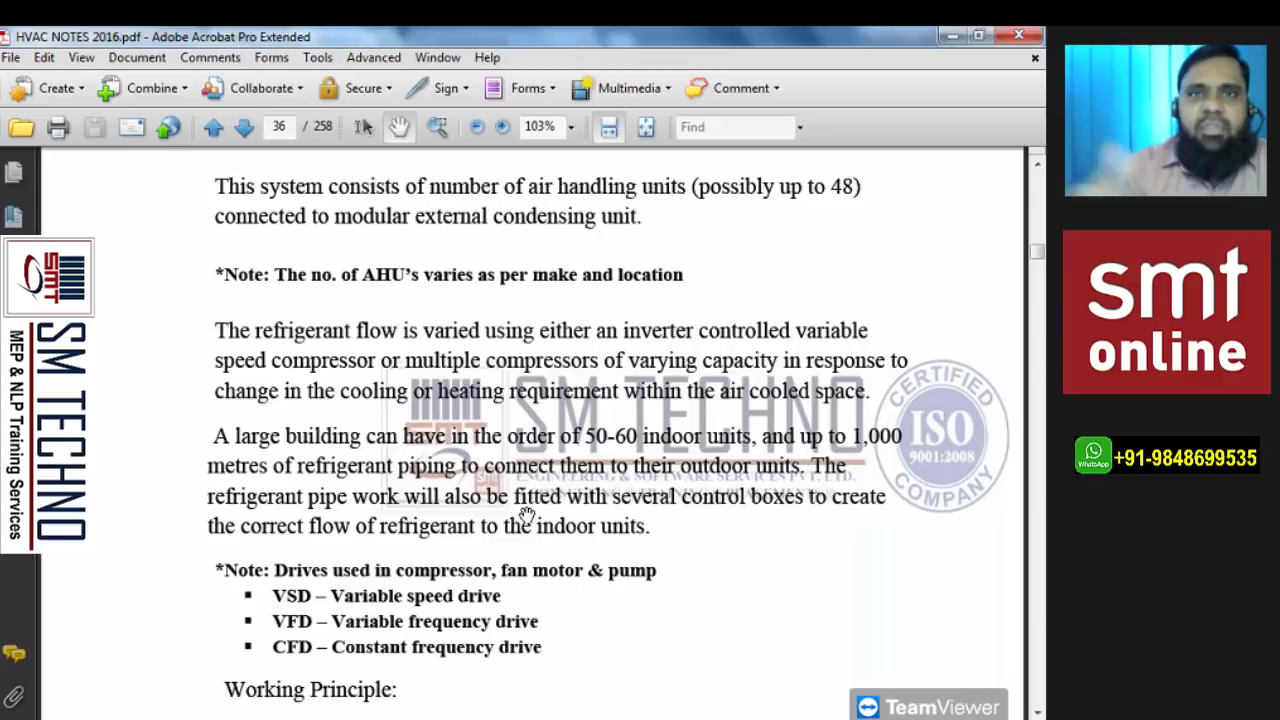 HVAC NOTES 2016.pdf - Adobe Acrobat Pro Extended
File Edit View Document Comments Forms Tools Advanced Window Help
Create Combine Collaborate Secure Sign Forms Multimedia Comment
36 / 258 103% Find
This system consists of number of air handling units (possibly up to 48)
connected to modular external condensing unit.
*Note: The no. of AHU's varies as per make and location
The refrigerant flow is varied using either an inverter controlled variable
speed compressor or multiple compressors of varying capacity in response to
change in the cooling or heating requirement within the air cooled space.
A large building can have in the order of 50-60 indoor units, and up to 1,000
metres of refrigerant piping to connect them to their outdoor units. The
refrigerant pipe work will also be fitted with several control boxes to create
the correct flow of refrigerant to the indoor units.
*Note: Drives used in compressor, fan motor & pump
▪ VSD – Variable speed drive
▪ VFD – Variable frequency drive
▪ CFD – Constant frequency drive
Working Principle:
SMT
SM TECHNO
MEP & NLP Training Services
SM TECHNO
CERTIFIED
ISO
9001:2008
COMPANY
smt
online
WhatsApp
+91-9848699535
TeamViewer